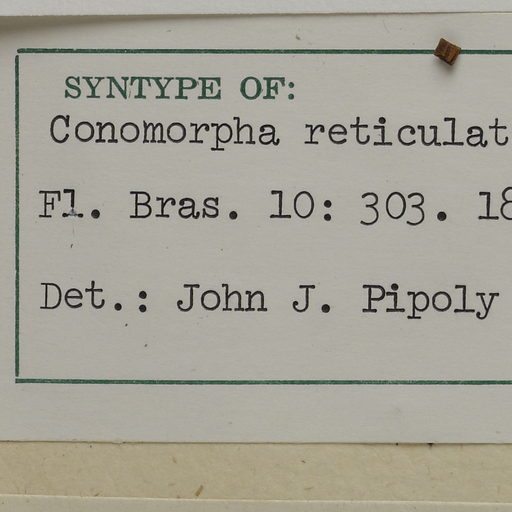 SYNTYPE OF:
Conomorpha reticulat
Fl. Bras. 10: 303. 18
Det.: John J. Pipoly